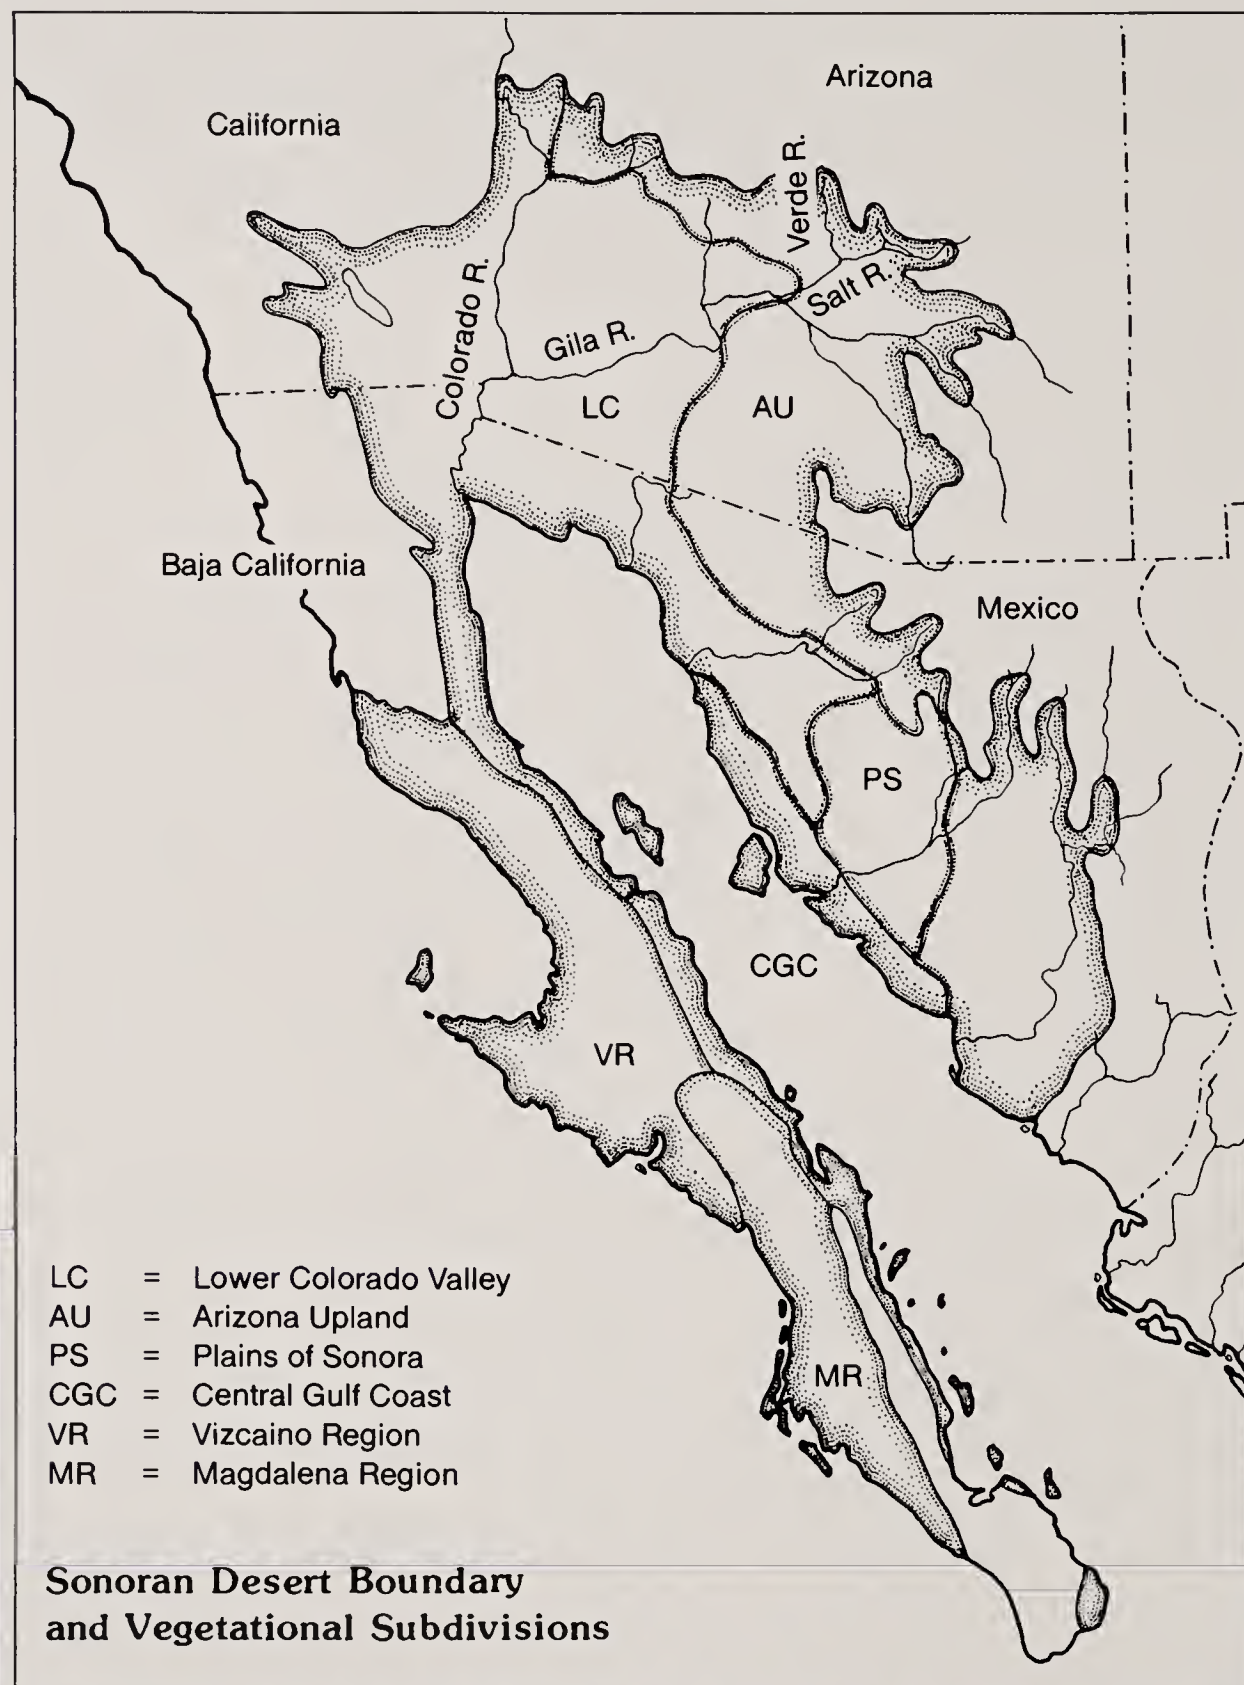 Arizona
California
Verde R.
Colorado R.
Salt R.
Gila R.
LC
AU
Baja California
Mexico
PS
CGC
VR
MR
LC = Lower Colorado Valley
AU = Arizona Upland
PS = Plains of Sonora
CGC = Central Gulf Coast
VR = Vizcaino Region
MR = Magdalena Region
Sonoran Desert Boundary
and Vegetational Subdivisions